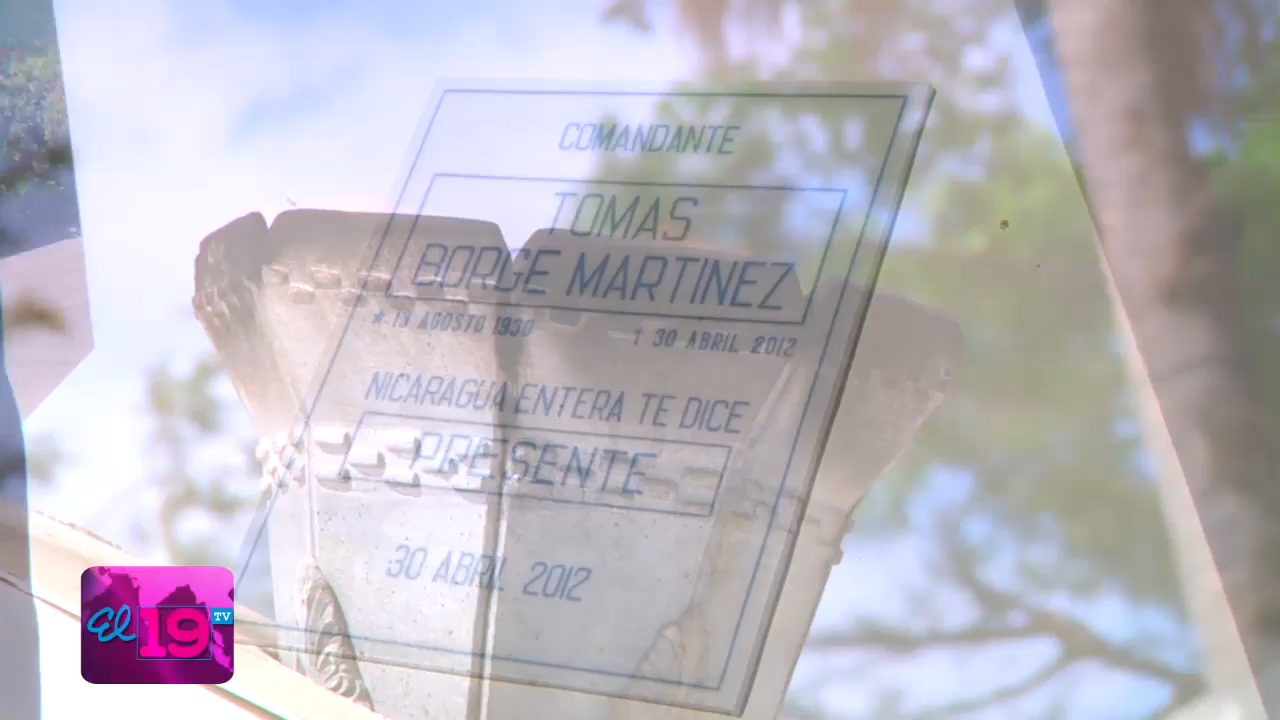 COMANDANTE
TOMAS
BORGE MARTINEZ
* 13 AGOSTO 1930 † 30 ABRIL 2012
NICARAGUA ENTERA TE DICE
PRESENTE
30 ABRIL 2012
El 19 TV